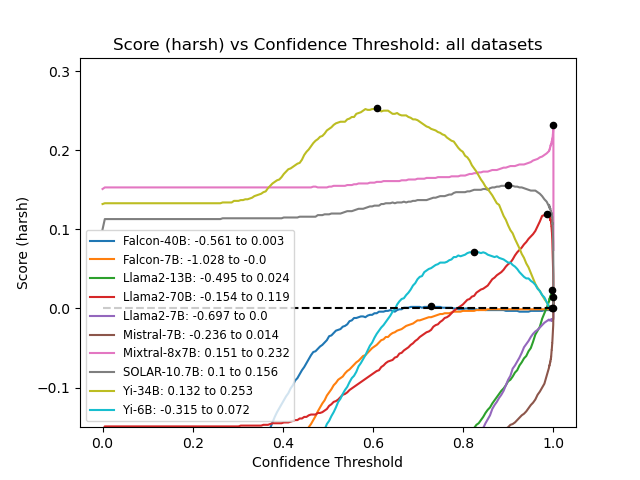 Score (harsh) vs Confidence Threshold: all datasets
Score (harsh)
0.3
0.2
0.1
0.0
−0.1
Falcon-40B: -0.561 to 0.003
Falcon-7B: -1.028 to -0.0
Llama2-13B: -0.495 to 0.024
Llama2-70B: -0.154 to 0.119
Llama2-7B: -0.697 to 0.0
Mistral-7B: -0.236 to 0.014
Mixtral-8x7B: 0.151 to 0.232
SOLAR-10.7B: 0.1 to 0.156
Yi-34B: 0.132 to 0.253
Yi-6B: -0.315 to 0.072
0.0 0.2 0.4 0.6 0.8 1.0
Confidence Threshold